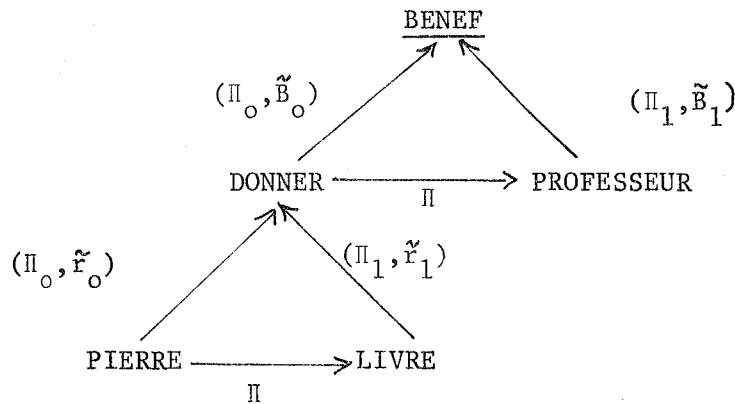 BENEF
(Π₀,B̃₀) (Π₁,B̃₁)
DONNER PROFESSEUR
Π
(Π₀,r̃₀) (Π₁,r̃₁)
PIERRE LIVRE
Π